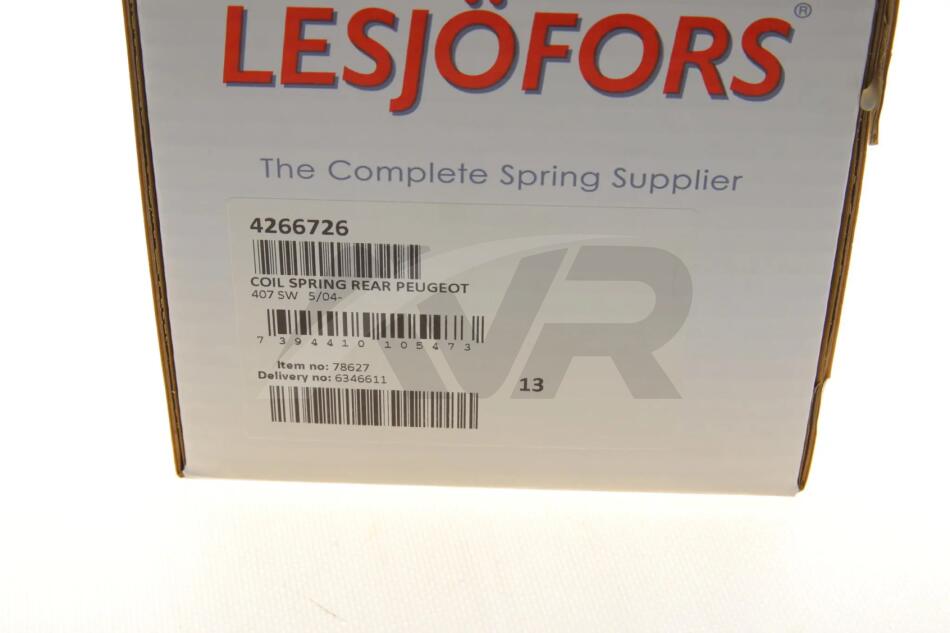 LESJÖFORS®
The Complete Spring Supplier
4266726
COIL SPRING REAR PEUGEOT
407 SW 5/04-
7 394410 105473
Item no: 78627
Delivery no: 6346611
13
AVR